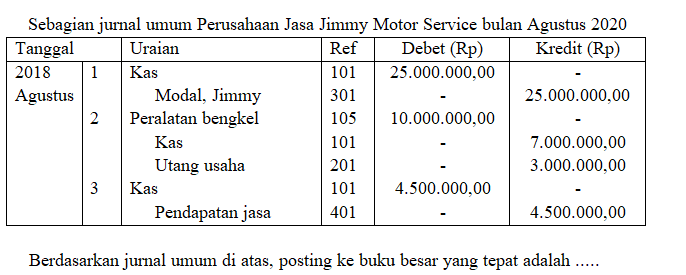 Sebagian jurnal umum Perusahaan Jasa Jimmy Motor Service bulan Agustus 2020
Tanggal Uraian Ref Debet (Rp) Kredit (Rp)
2018 1 Kas 101 25.000.000,00 -
Agustus Modal, Jimmy 301 - 25.000.000,00
2 Peralatan bengkel 105 10.000.000,00 -
Kas 101 - 7.000.000,00
Utang usaha 201 - 3.000.000,00
3 Kas 101 4.500.000,00 -
Pendapatan jasa 401 - 4.500.000,00
Berdasarkan jurnal umum di atas, posting ke buku besar yang tepat adalah .....